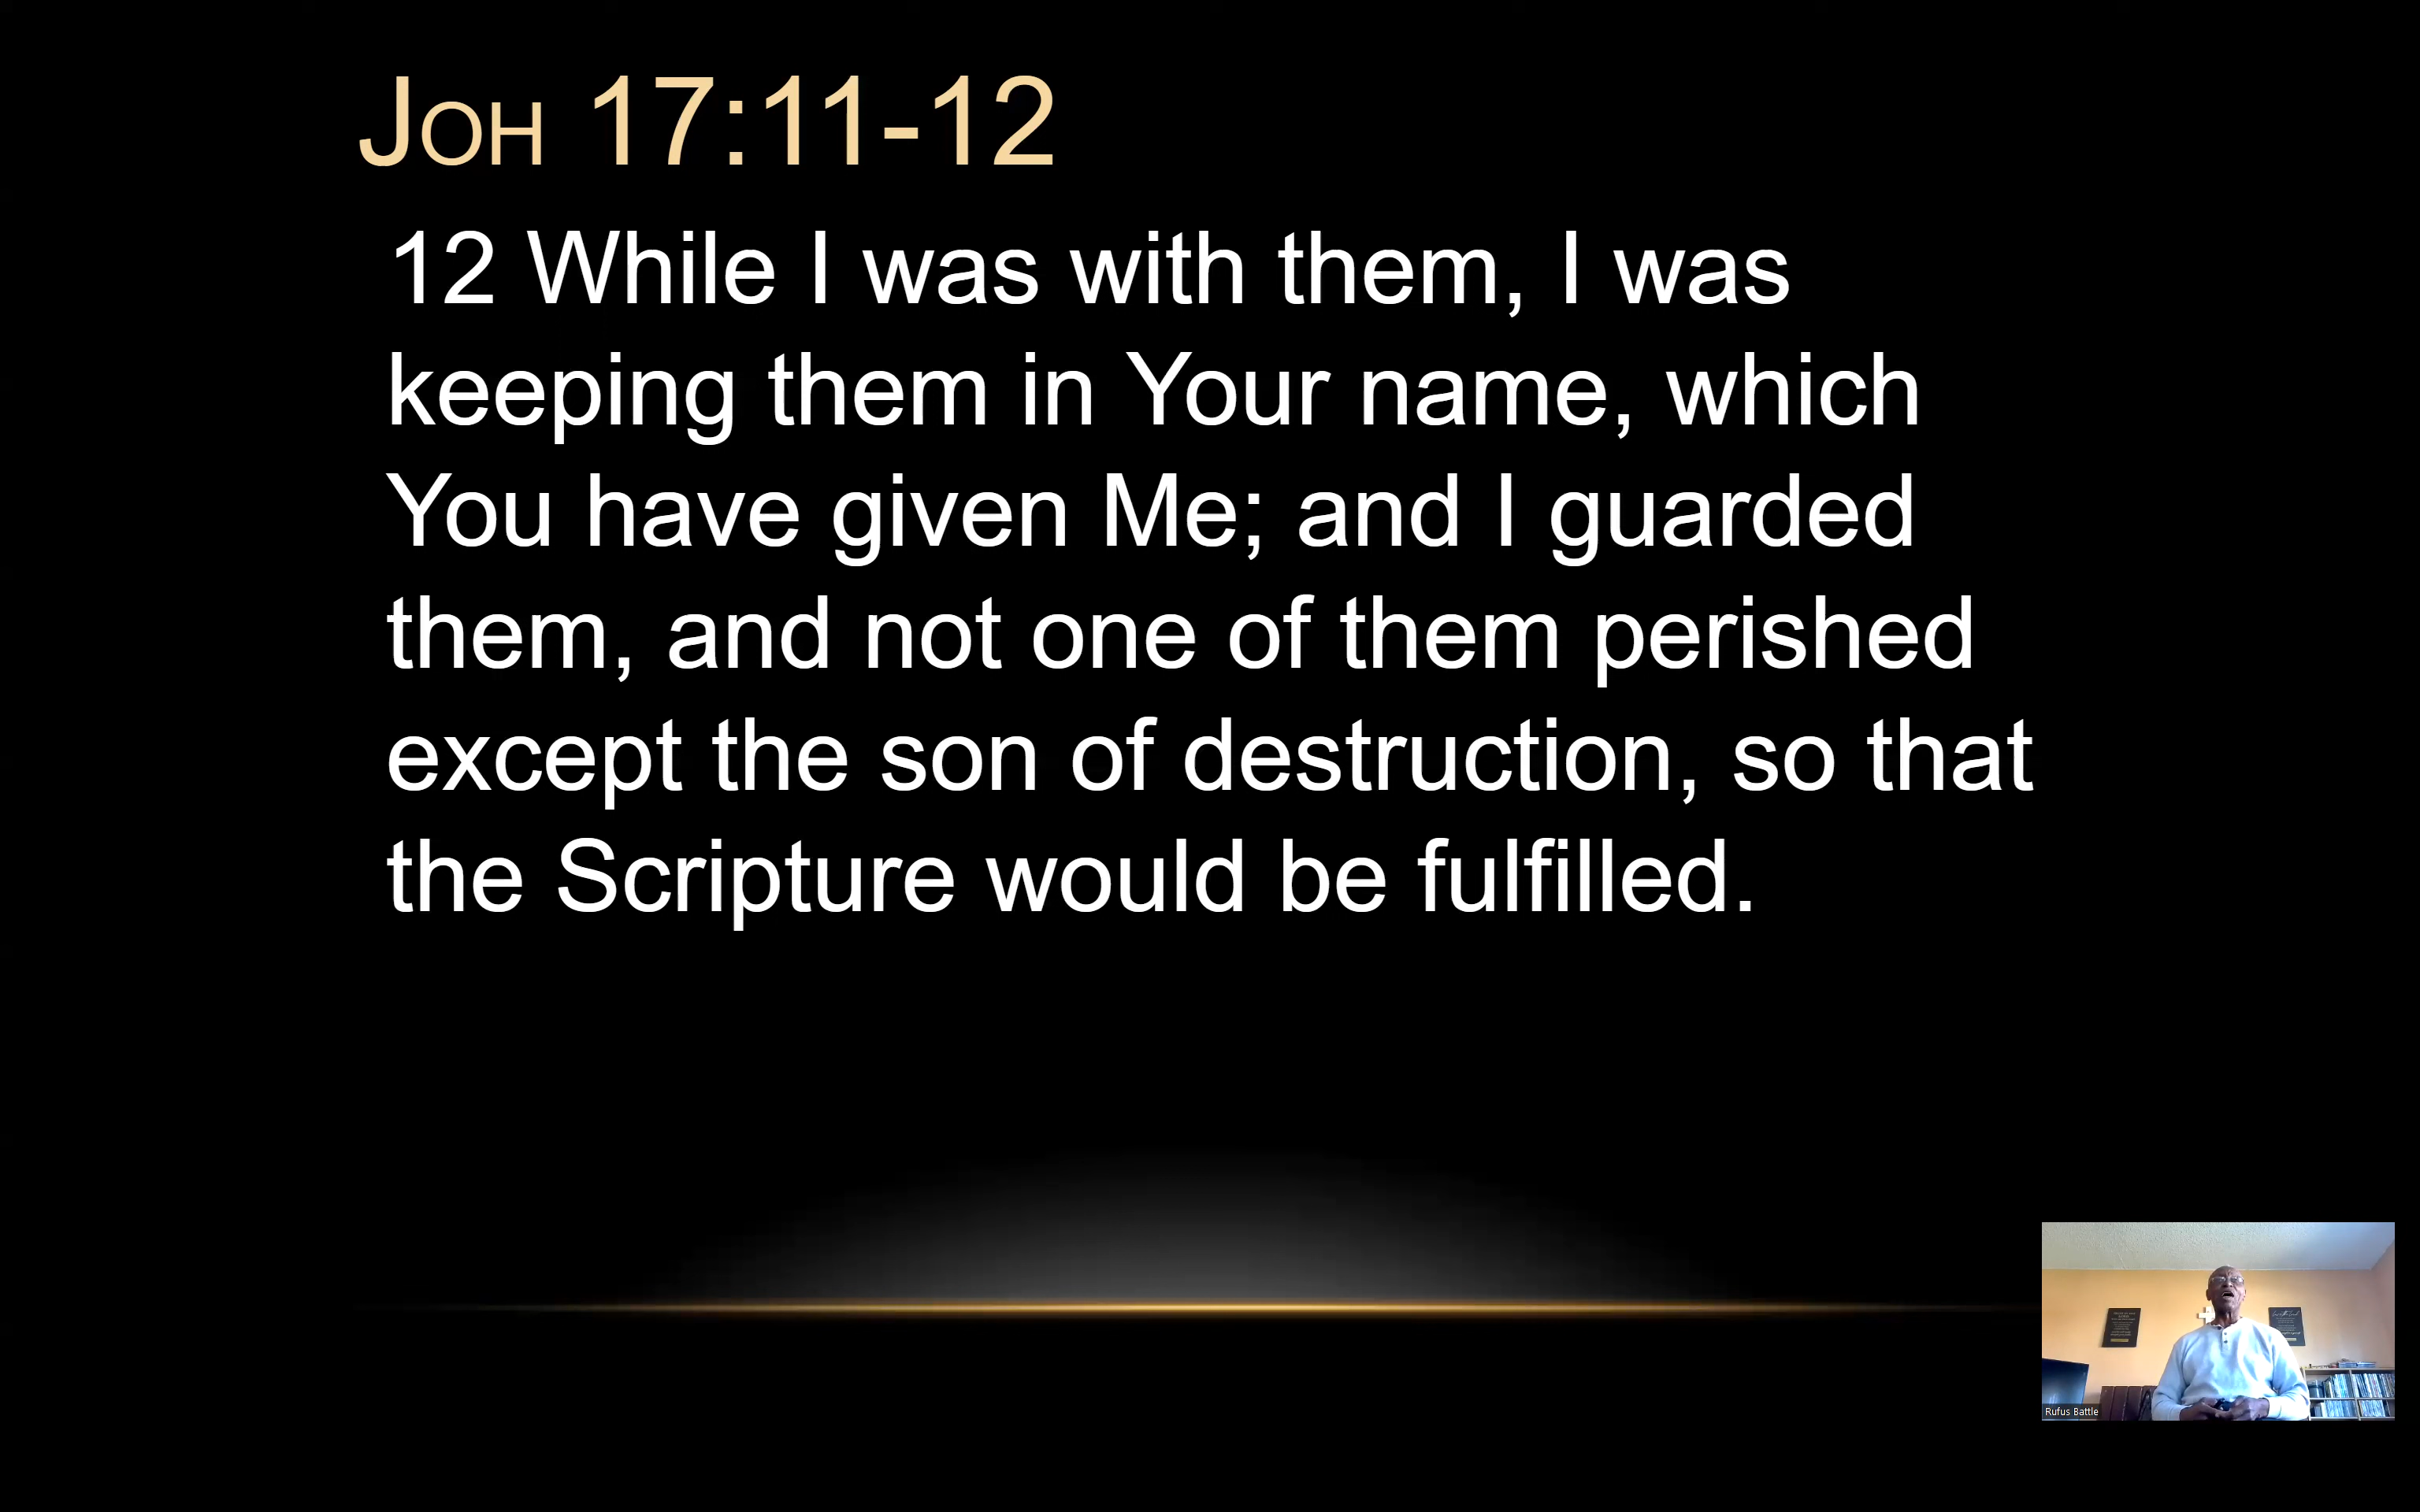 Joh 17:11-12
12 While I was with them, I was
keeping them in Your name, which
You have given Me; and I guarded
them, and not one of them perished
except the son of destruction, so that
the Scripture would be fulfilled.
Rufus Battle